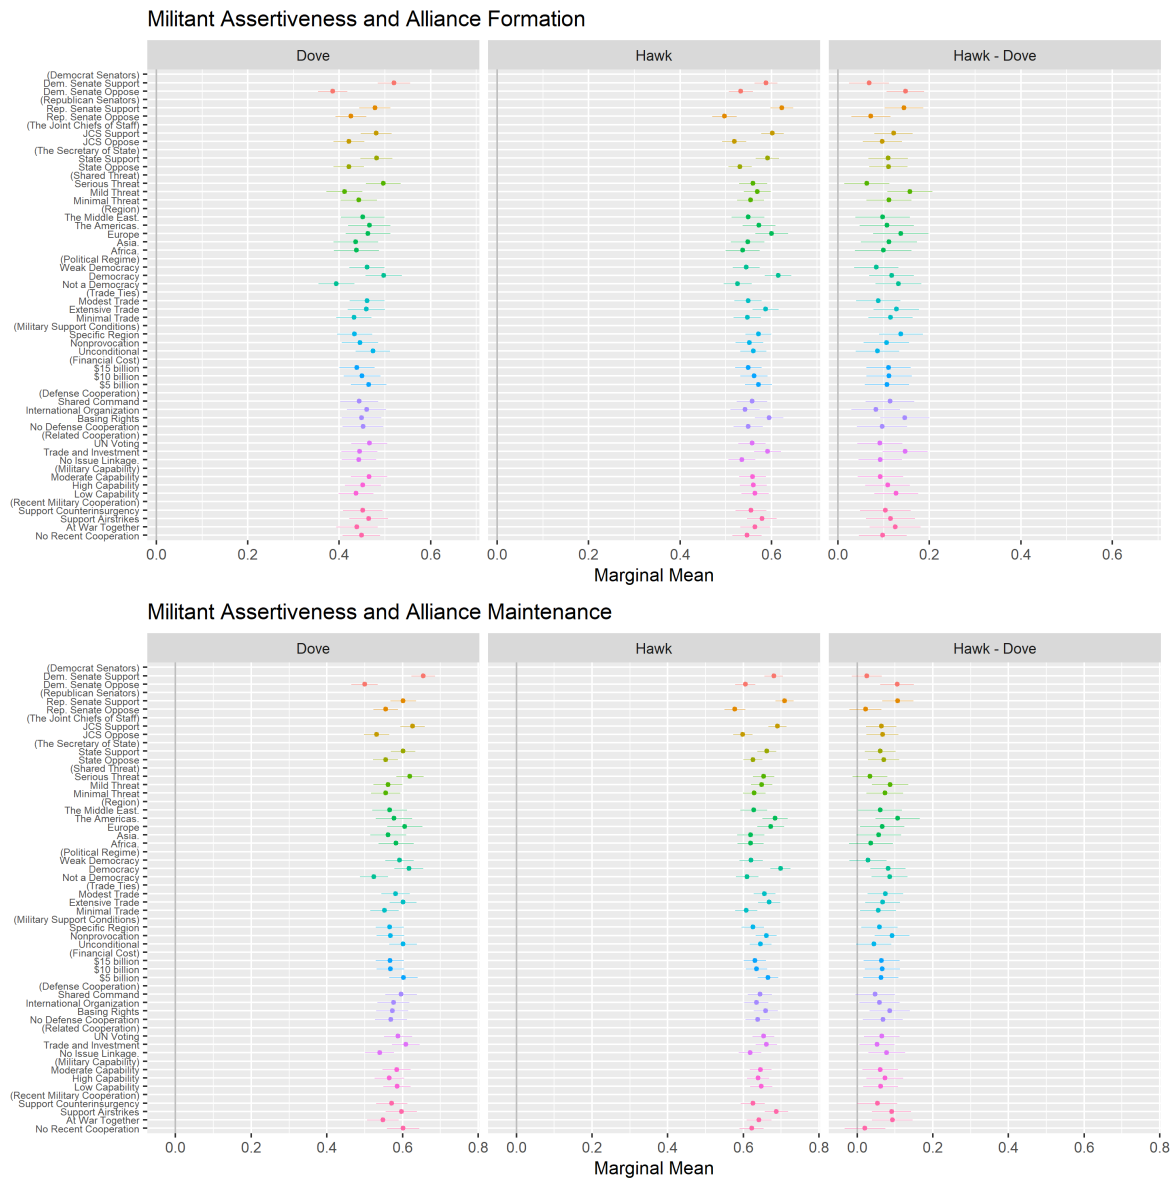 Militant Assertiveness and Alliance Formation
Dove
Hawk
Hawk - Dove
(Democrat Senators)
Dem. Senate Support
Dem. Senate Oppose
(Republican Senators)
Rep. Senate Support
Rep. Senate Oppose
(The Joint Chiefs of Staff)
JCS Support
JCS Oppose
(The Secretary of State)
State Support
State Oppose
(Shared Threat)
Serious Threat
Mild Threat
Minimal Threat
(Region)
The Middle East.
The Americas.
Europe
Asia.
Africa.
(Political Regime)
Weak Democracy
Democracy
Not a Democracy
(Trade Ties)
Modest Trade
Extensive Trade
Minimal Trade
(Military Support Conditions)
Specific Region
Nonprovocation
Unconditional
(Financial Cost)
$15 billion
$10 billion
$5 billion
(Defense Cooperation)
Shared Command
International Organization
Basing Rights
No Defense Cooperation
(Related Cooperation)
UN Voting
Trade and Investment
No Issue Linkage.
(Military Capability)
Moderate Capability
High Capability
Low Capability
(Recent Military Cooperation)
Support Counterinsurgency
Support Airstrikes
At War Together
No Recent Cooperation
0.0 0.2 0.4 0.6
0.0 0.2 0.4 0.6
0.0 0.2 0.4 0.6
Marginal Mean
Militant Assertiveness and Alliance Maintenance
Dove
Hawk
Hawk - Dove
(Democrat Senators)
Dem. Senate Support
Dem. Senate Oppose
(Republican Senators)
Rep. Senate Support
Rep. Senate Oppose
(The Joint Chiefs of Staff)
JCS Support
JCS Oppose
(The Secretary of State)
State Support
State Oppose
(Shared Threat)
Serious Threat
Mild Threat
Minimal Threat
(Region)
The Middle East.
The Americas.
Europe
Asia.
Africa.
(Political Regime)
Weak Democracy
Democracy
Not a Democracy
(Trade Ties)
Modest Trade
Extensive Trade
Minimal Trade
(Military Support Conditions)
Specific Region
Nonprovocation
Unconditional
(Financial Cost)
$15 billion
$10 billion
$5 billion
(Defense Cooperation)
Shared Command
International Organization
Basing Rights
No Defense Cooperation
(Related Cooperation)
UN Voting
Trade and Investment
No Issue Linkage.
(Military Capability)
Moderate Capability
High Capability
Low Capability
(Recent Military Cooperation)
Support Counterinsurgency
Support Airstrikes
At War Together
No Recent Cooperation
0.0 0.2 0.4 0.6 0.8
0.0 0.2 0.4 0.6 0.8
0.0 0.2 0.4 0.6 0.8
Marginal Mean